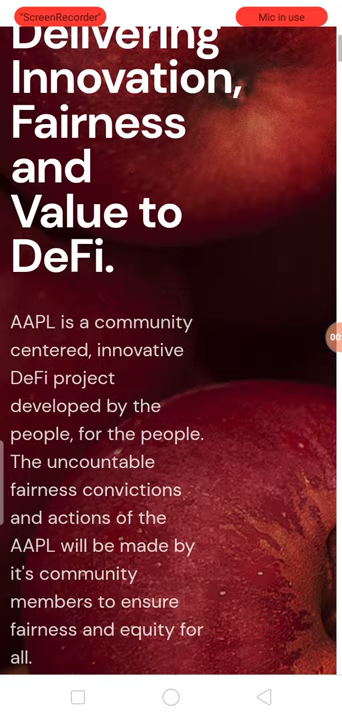 "ScreenRecorder"
Mic in use
Delivering
Innovation,
Fairness
and
Value to
DeFi.
AAPL is a community
centered, innovative
DeFi project
developed by the
people, for the people.
The uncountable
fairness convictions
and actions of the
AAPL will be made by
it's community
members to ensure
fairness and equity for
all.
00: